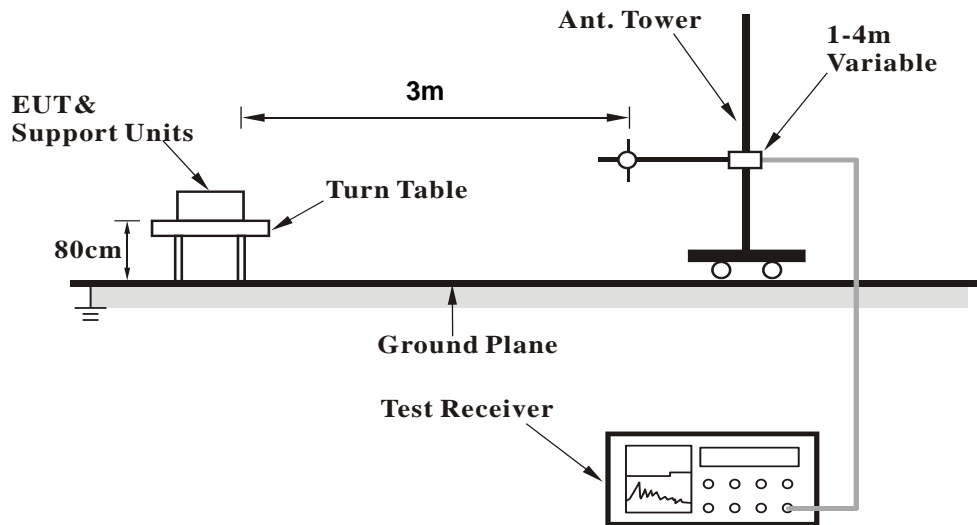 Ant. Tower
1-4m
Variable
3m
EUT&
Support Units
Turn Table
80cm
Ground Plane
Test Receiver